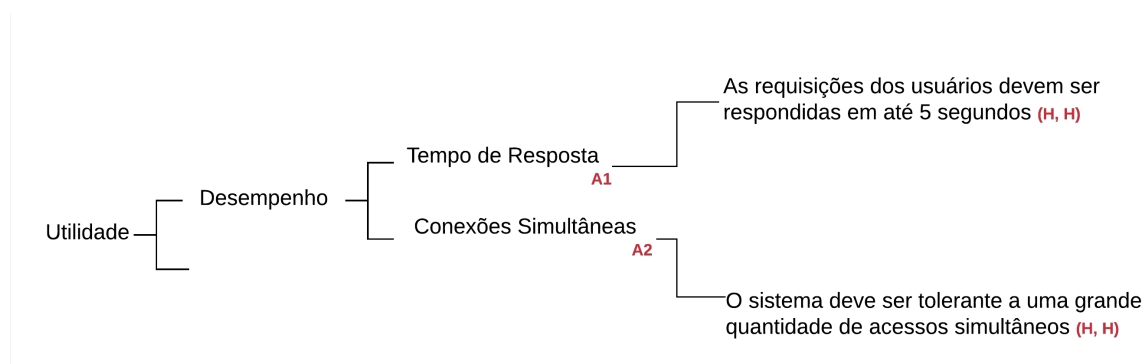 As requisições dos usuários devem ser
respondidas em até 5 segundos (H, H)
Tempo de Resposta
A1
Desempenho
Utilidade
Conexões Simultâneas
A2
O sistema deve ser tolerante a uma grande
quantidade de acessos simultâneos (H, H)